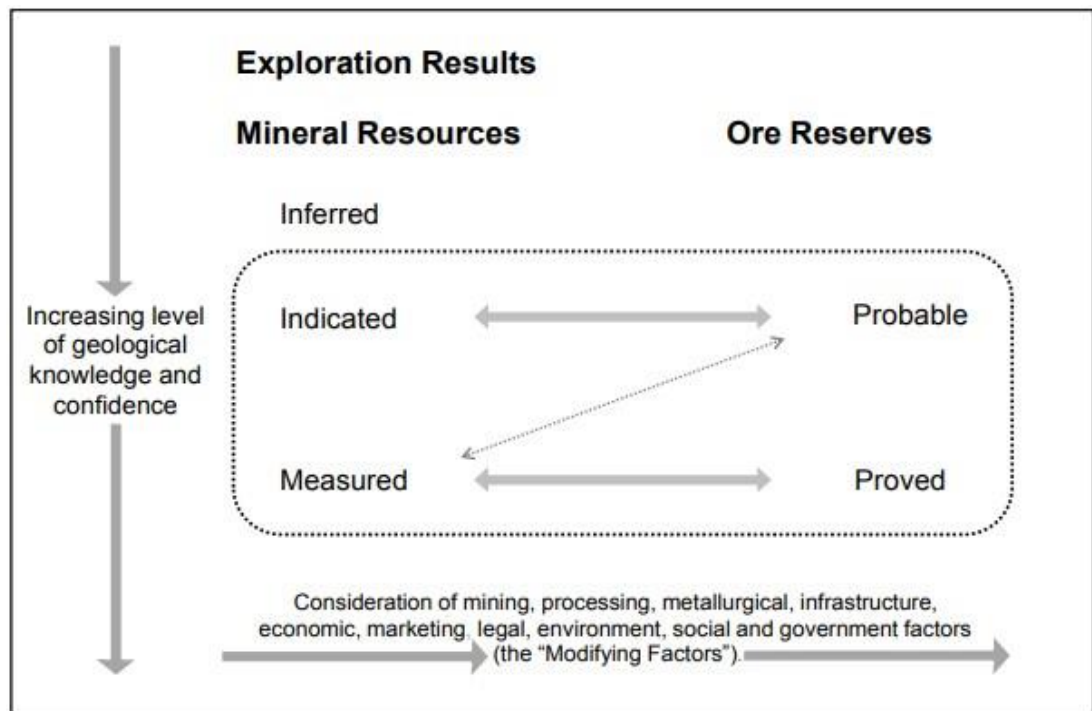 Exploration Results
Mineral Resources
Ore Reserves
Inferred
Increasing level
of geological
knowledge and
confidence
Indicated
Probable
Measured
Proved
Consideration of mining, processing, metallurgical, infrastructure,
economic, marketing, legal, environment, social and government factors
(the “Modifying Factors”).